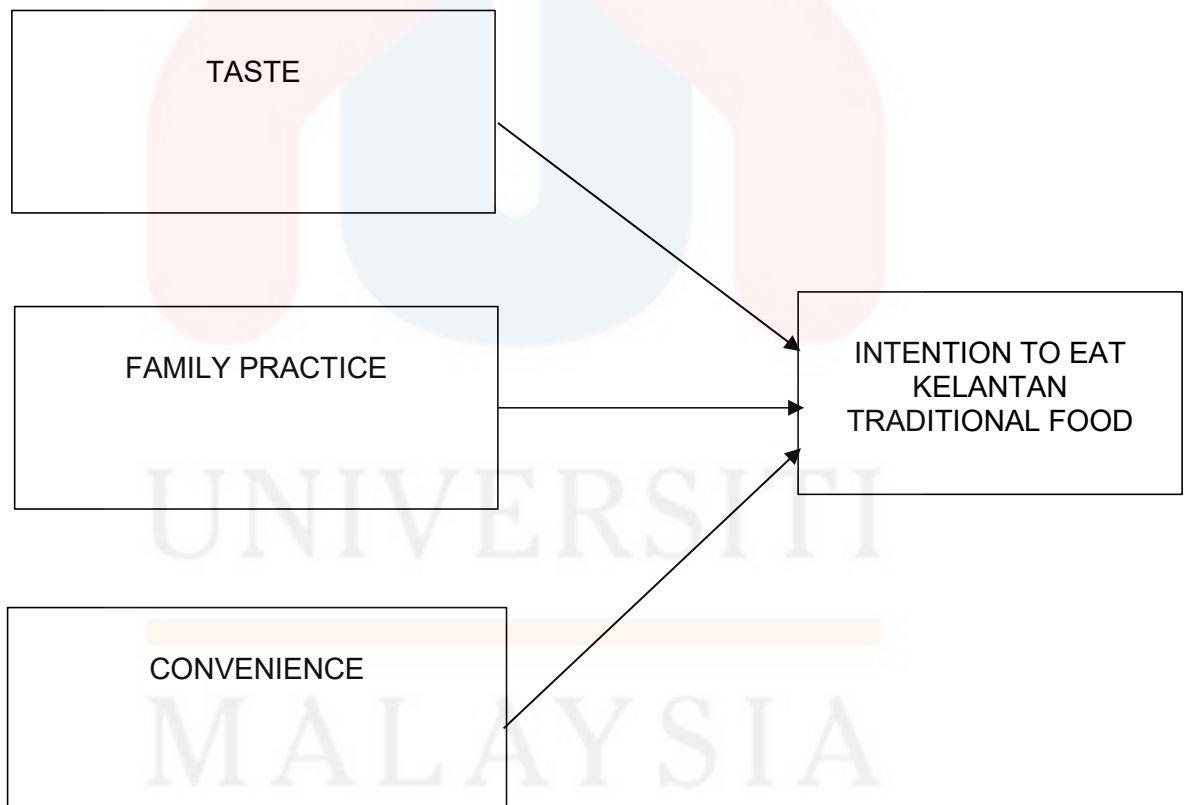 TASTE
FAMILY PRACTICE
INTENTION TO EAT
KELANTAN
TRADITIONAL FOOD
UNIVERSITI
CONVENIENCE
MALAYSIA